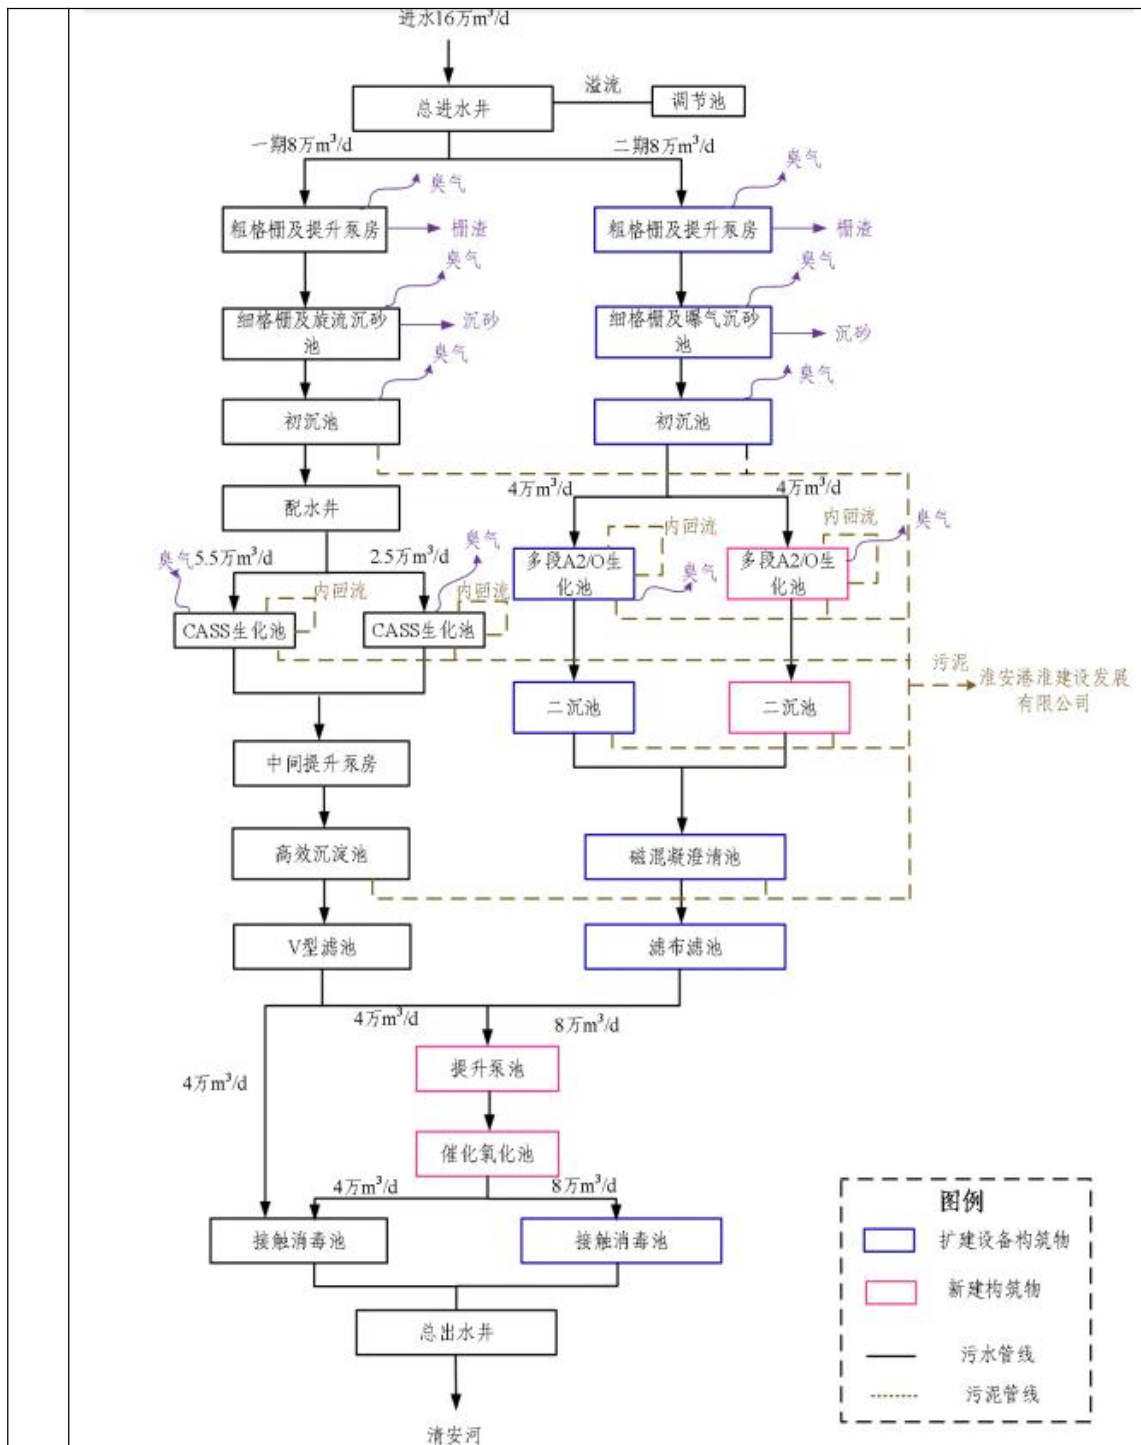 进水16万m³/d
总进水井
溢流
调节池
一期8万m³/d
二期8万m³/d
臭气
臭气
粗格栅及提升泵房
栅渣
粗格栅及提升泵房
栅渣
臭气
臭气
细格栅及旋流沉砂
池
沉砂
细格栅及曝气沉砂
池
沉砂
臭气
臭气
初沉池
初沉池
4万m³/d
4万m³/d
配水井
内回流
内回流
臭气
多段A2/O生
化池
多段A2/O生
化池
臭气
臭气
5.5万m³/d
2.5万m³/d
臭气
内回流
内回流
CASS生化池
CASS生化池
污泥
淮安港淮建设发展
有限公司
二沉池
二沉池
中间提升泵房
高效沉淀池
磁混凝澄清池
V型滤池
滤布滤池
4万m³/d
8万m³/d
4万m³/d
提升泵池
催化氧化池
4万m³/d
8万m³/d
接触消毒池
接触消毒池
总出水井
清安河
图例
扩建设备构筑物
新建构筑物
污水管线
污泥管线